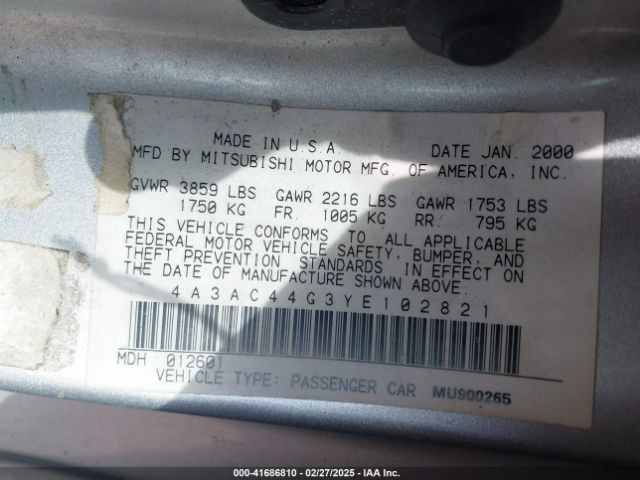 MADE IN U.S.A. DATE JAN. 2000
MFD BY MITSUBISHI MOTOR MFG. OF AMERICA, INC.
GVWR 3859 LBS GAWR 2216 LBS GAWR 1753 LBS
1750 KG FR. 1005 KG RR. 795 KG
THIS VEHICLE CONFORMS TO ALL APPLICABLE
FEDERAL MOTOR VEHICLE SAFETY, BUMPER, AND
THEFT PREVENTION STANDARDS IN EFFECT ON
THE DATE OF MANUFACTURE SHOWN ABOVE.
4A3AC44G3YE102821
MDH 012601
VEHICLE TYPE: PASSENGER CAR MU900265
000-41686810 | 02/27/2025 | IAA Inc.